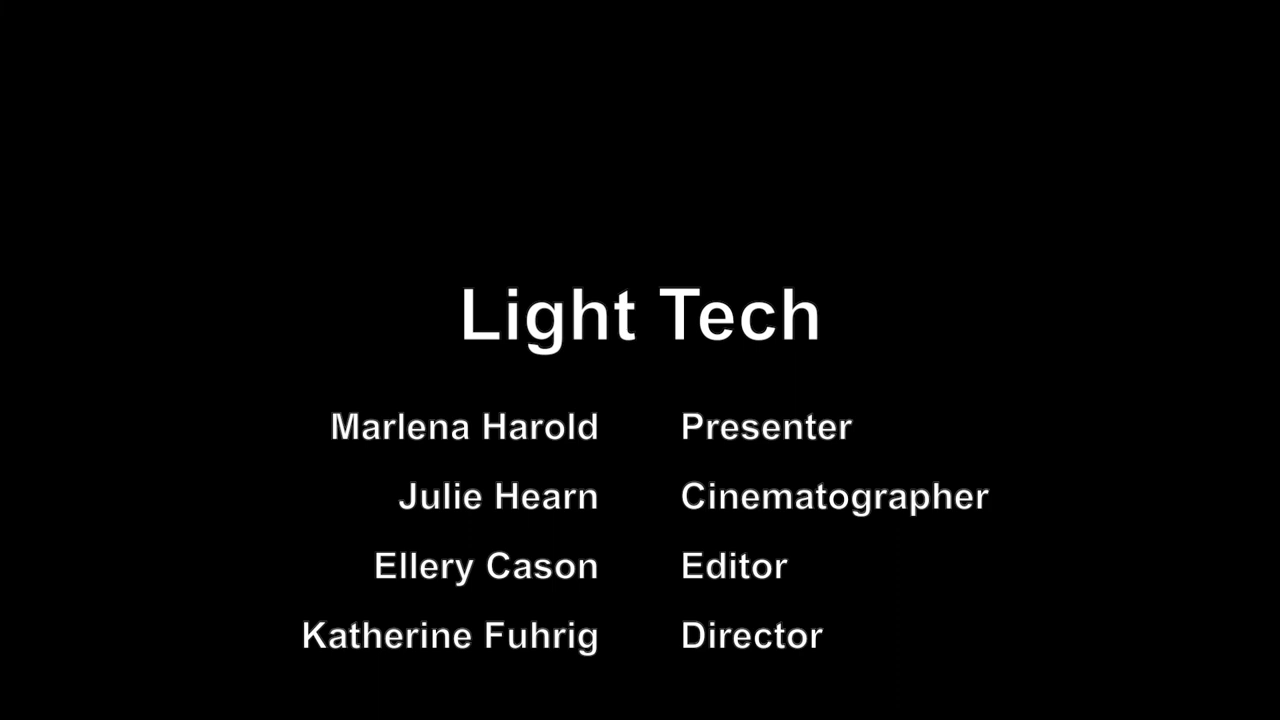 Light Tech
Marlena Harold Presenter
Julie Hearn Cinematographer
Ellery Cason Editor
Katherine Fuhrig Director